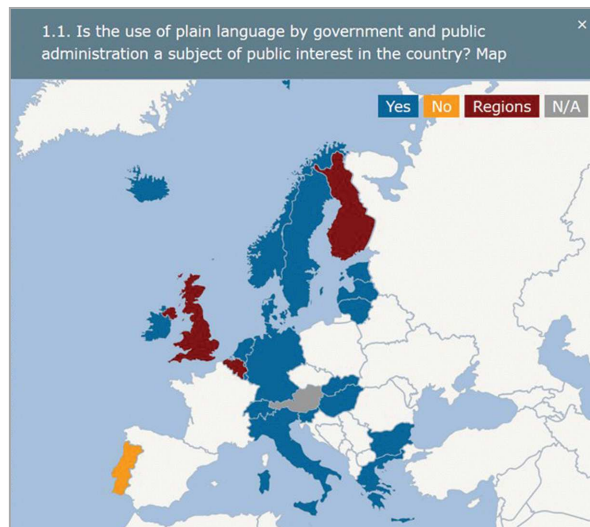 1.1. Is the use of plain language by government and public
administration a subject of public interest in the country? Map
×
Yes No Regions N/A